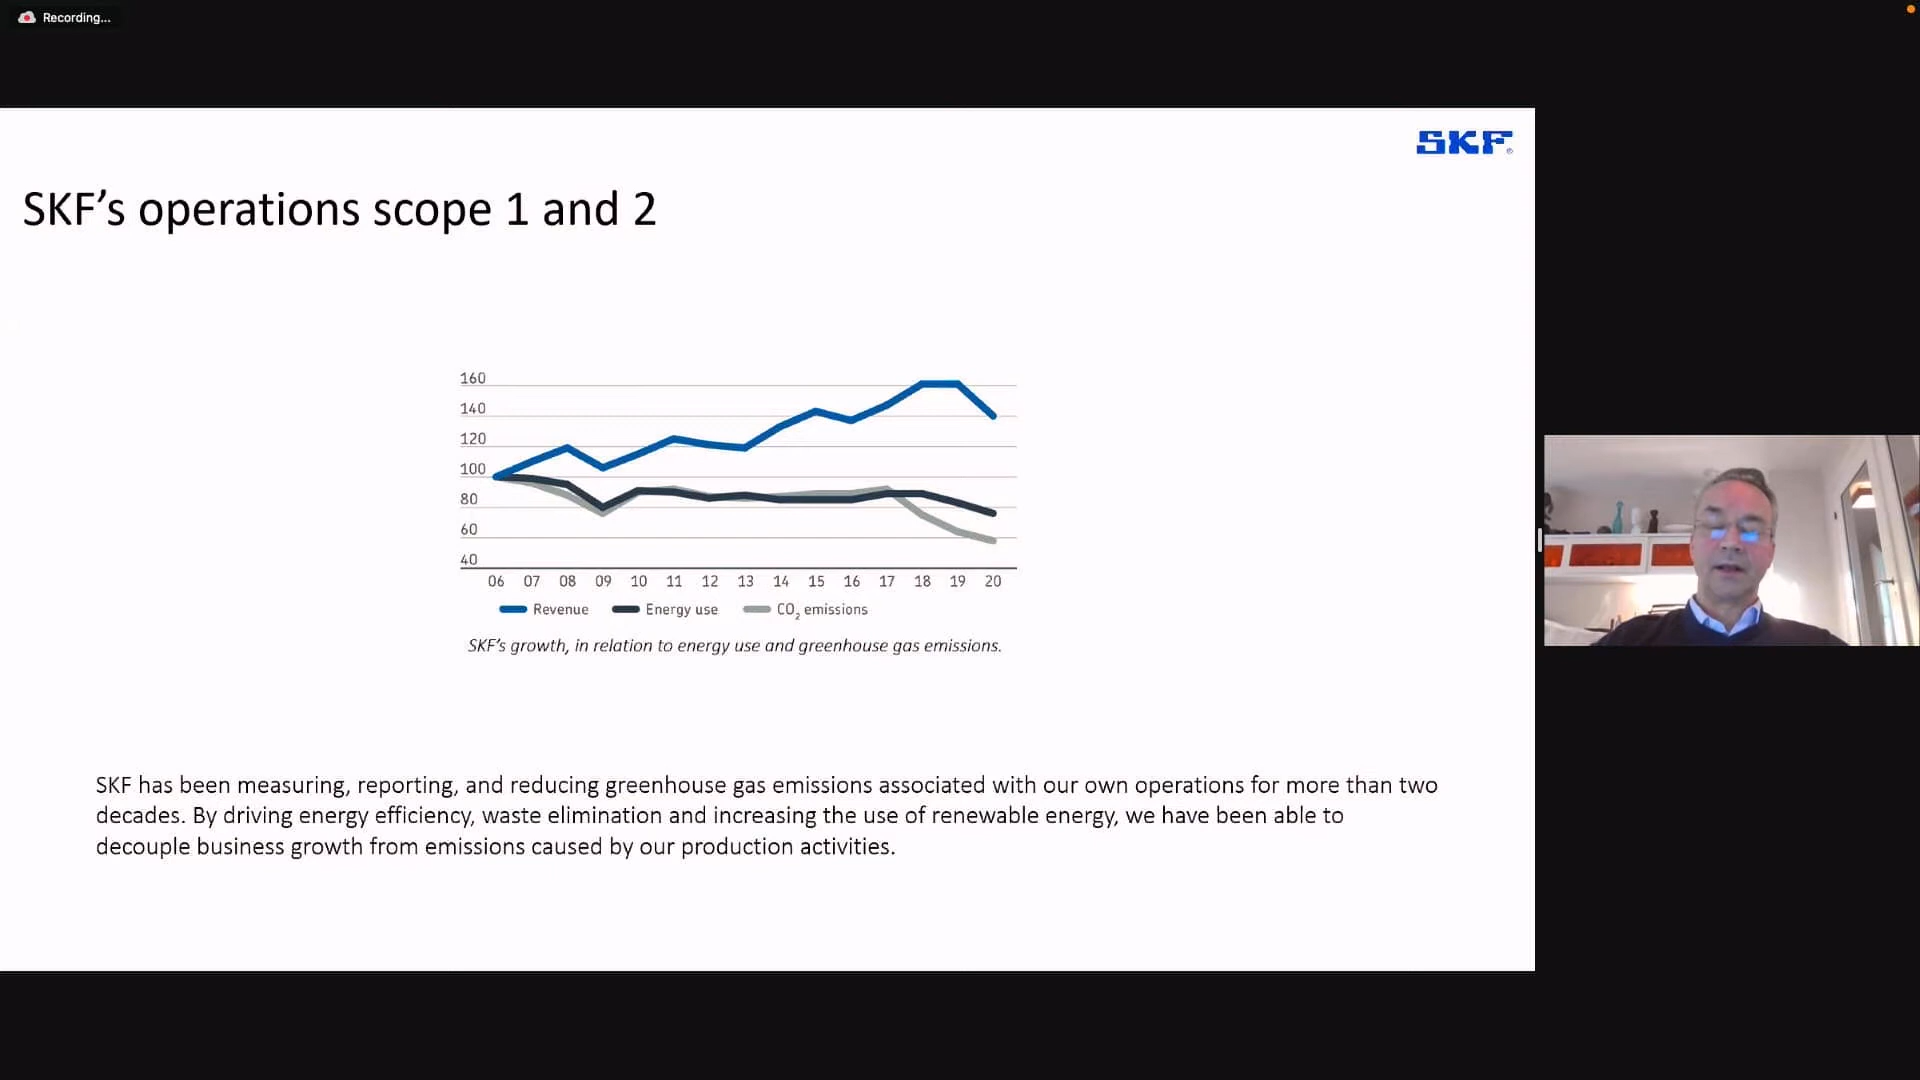 Recording...
SKF
SKF’s operations scope 1 and 2
160
140
120
100
80
60
40
06 07 08 09 10 11 12 13 14 15 16 17 18 19 20
Revenue Energy use CO₂ emissions
SKF’s growth, in relation to energy use and greenhouse gas emissions.
SKF has been measuring, reporting, and reducing greenhouse gas emissions associated with our own operations for more than two
decades. By driving energy efficiency, waste elimination and increasing the use of renewable energy, we have been able to
decouple business growth from emissions caused by our production activities.